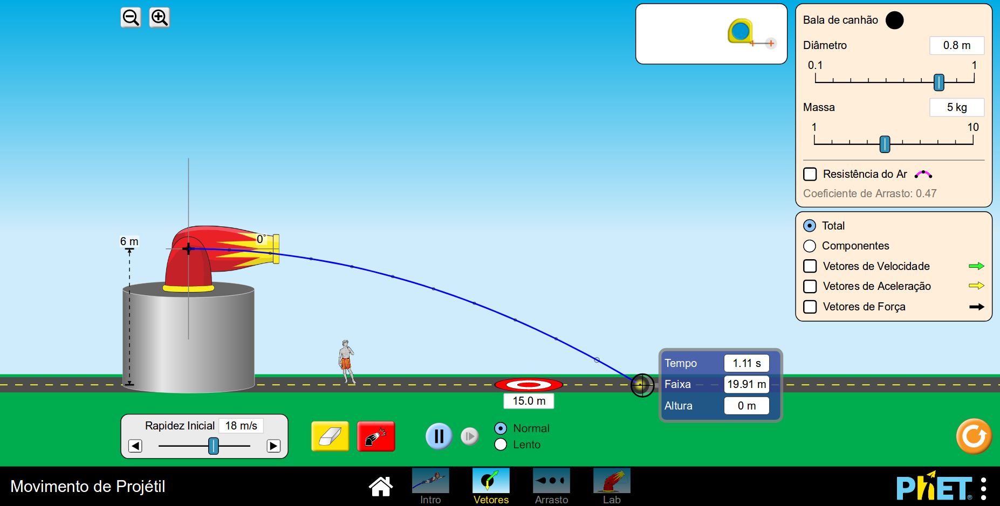 Bala de canhão
Diâmetro 0.8 m
0.1 1
Massa 5 kg
1 10
Resistência do Ar
Coeficiente de Arrasto: 0.47
Total
Componentes
Vetores de Velocidade
Vetores de Aceleração
Vetores de Força
0°
6 m
Tempo 1.11 s
Faixa 19.91 m
Altura 0 m
15.0 m
Rapidez Inicial 18 m/s
Normal
Lento
Movimento de Projétil
Intro
Vetores
Arrasto
Lab
PhET®